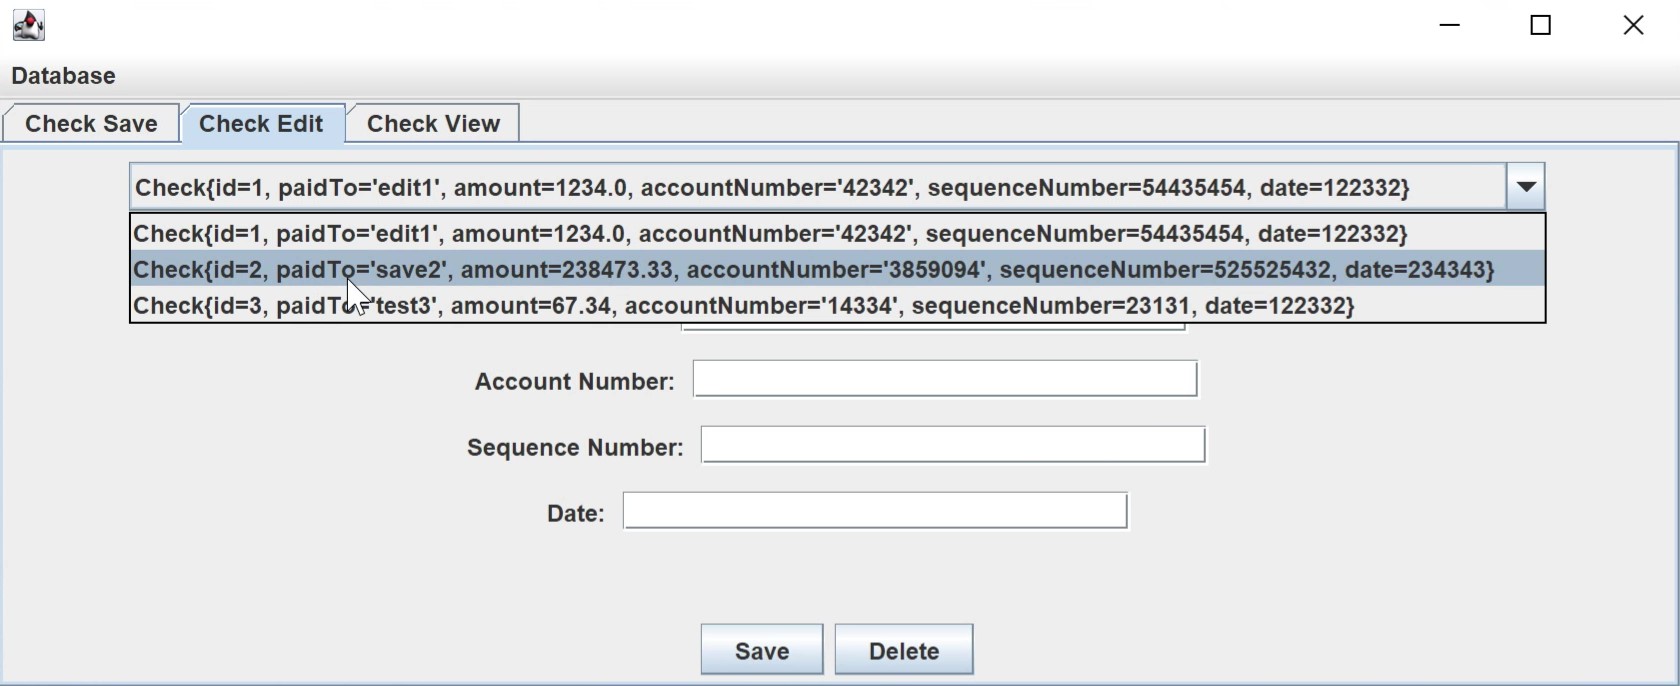 Database
Check Save
Check Edit
Check View
Check{id=1, paidTo='edit1', amount=1234.0, accountNumber='42342', sequenceNumber=54435454, date=122332}
Check{id=1, paidTo='edit1', amount=1234.0, accountNumber='42342', sequenceNumber=54435454, date=122332}
Check{id=2, paidTo='save2', amount=238473.33, accountNumber='3859094', sequenceNumber=525525432, date=234343}
Check{id=3, paidTo='test3', amount=67.34, accountNumber='14334', sequenceNumber=23131, date=122332}
Account Number:
Sequence Number:
Date:
Save
Delete